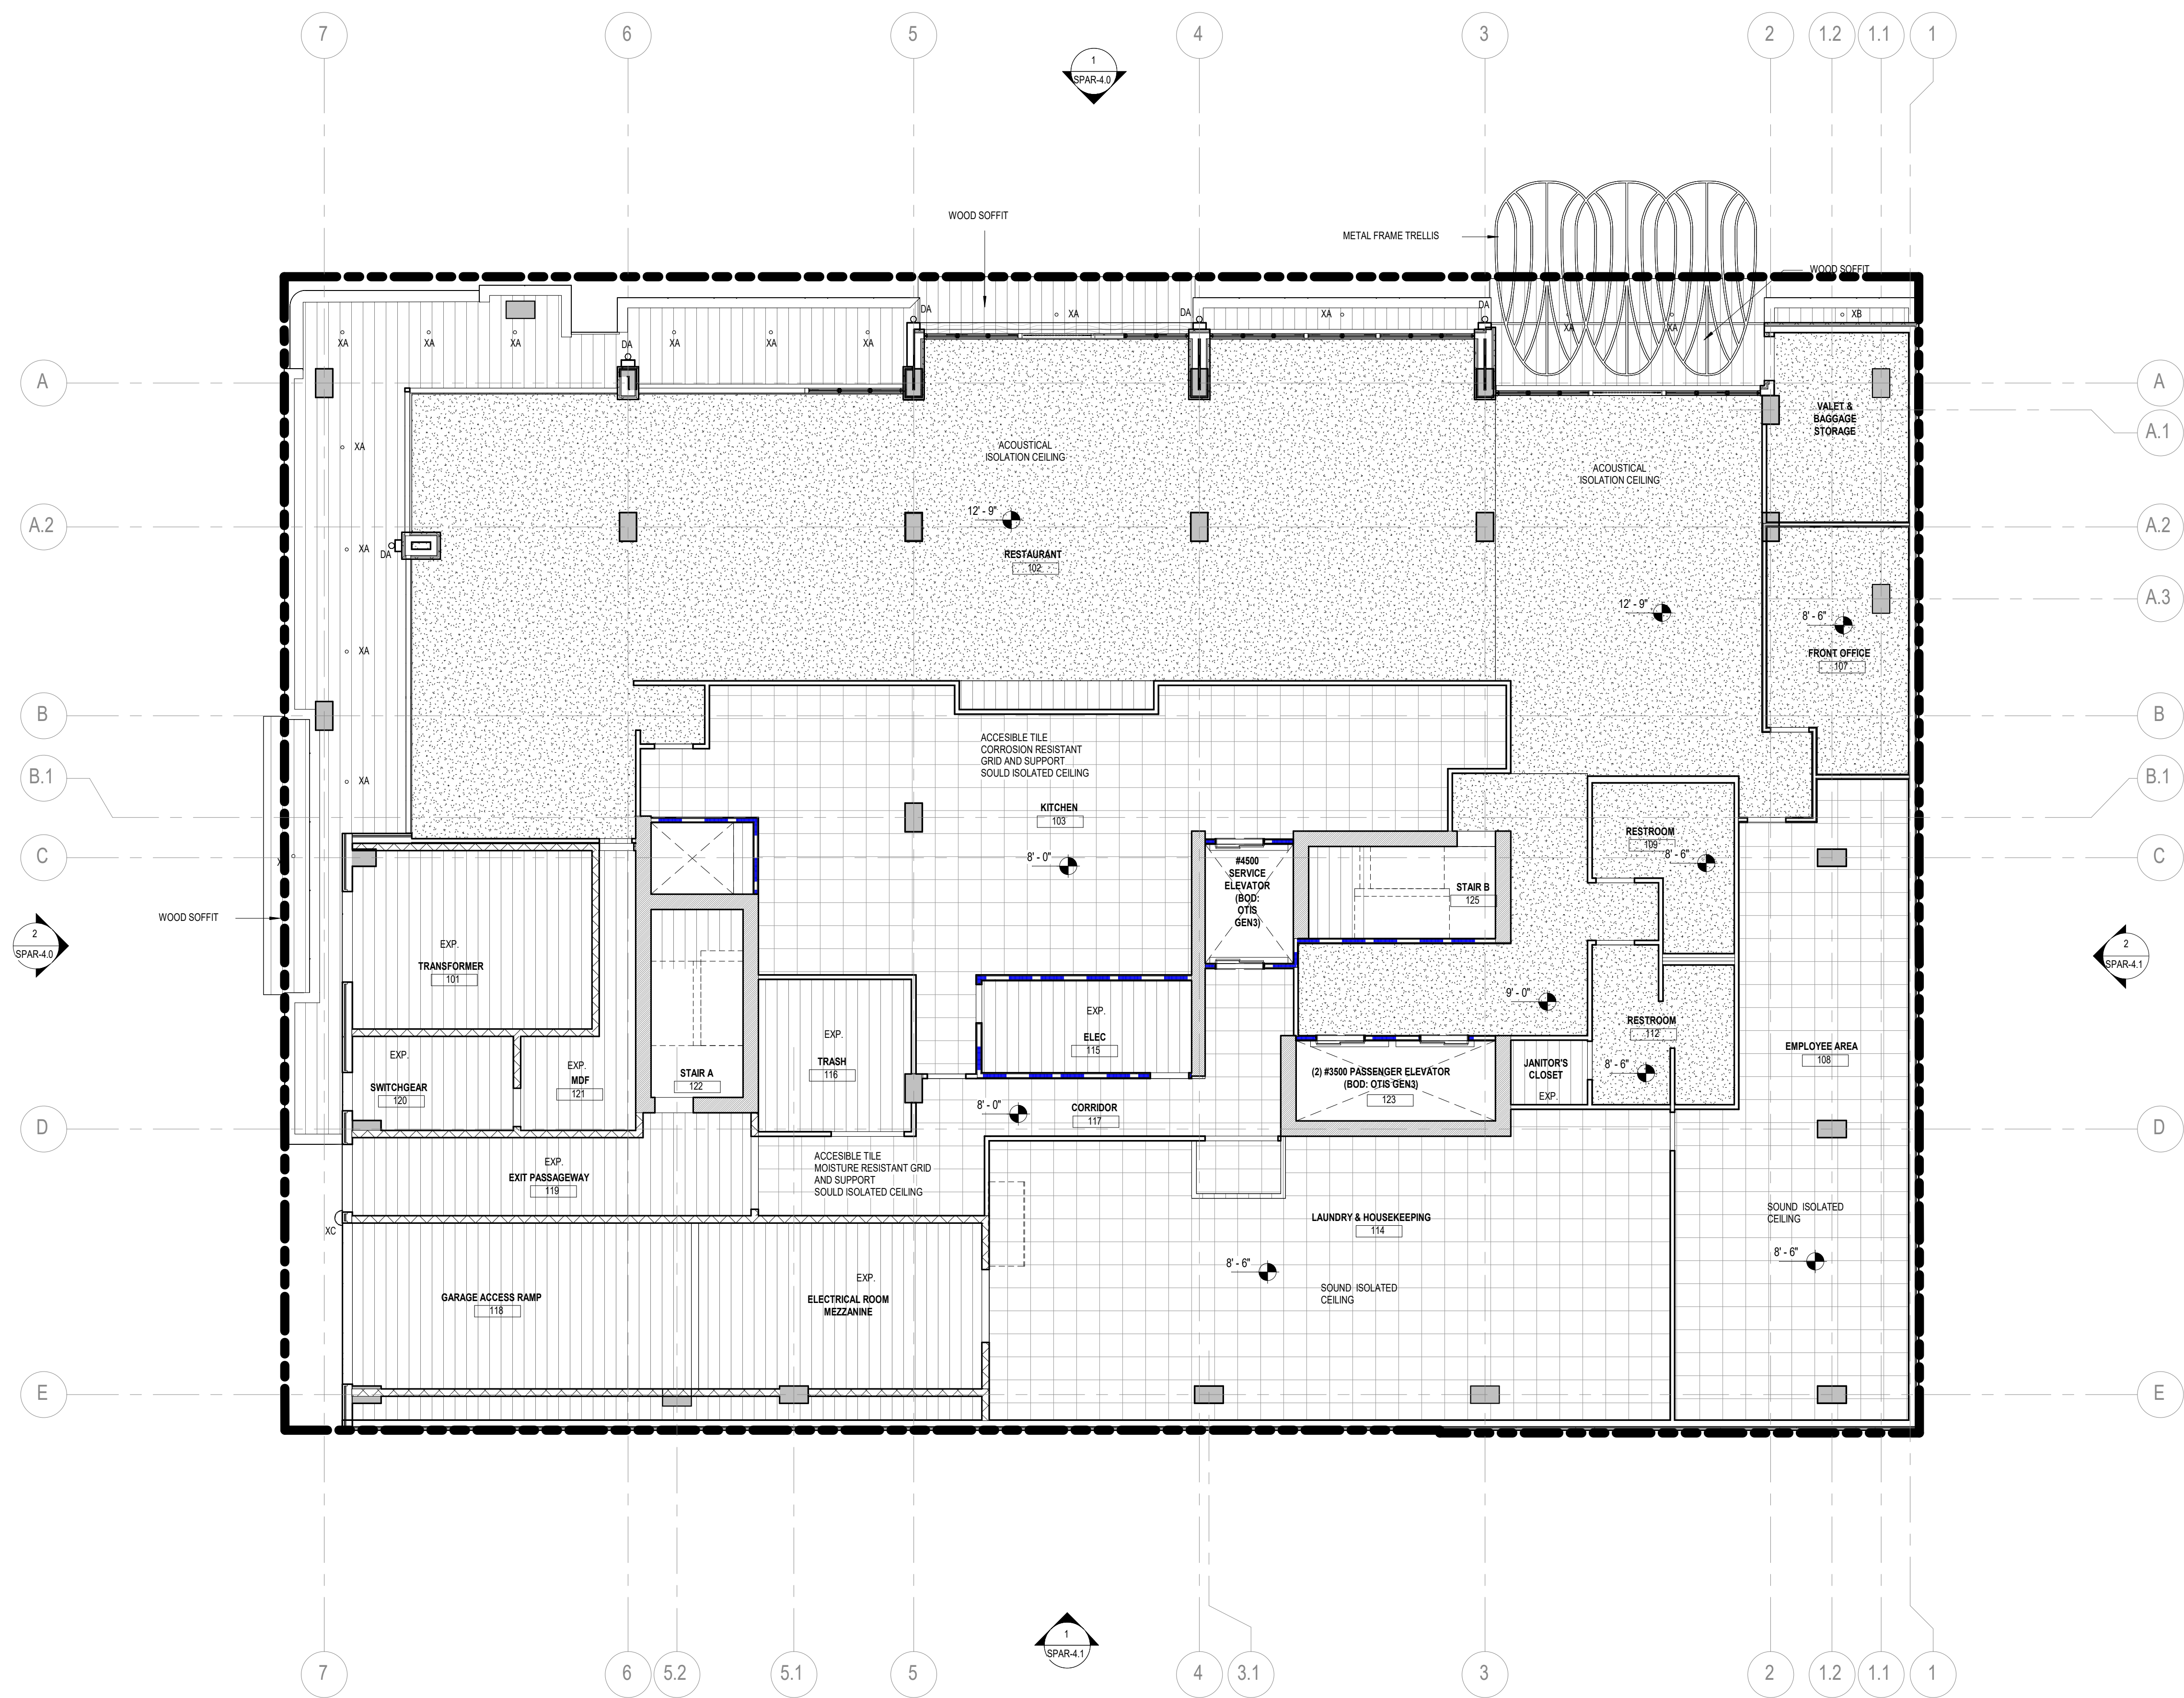 7
6
5
4
3
2
1.2
1.1
1
1
SPAR-4.0
WOOD SOFFIT
METAL FRAME TRELLIS
WOOD SOFFIT
DA
XA
DA
XA
DA
XA
XA
XB
XA
XA
XA
DA
XA
XA
XA
A
A
VALET &
BAGGAGE
STORAGE
A.1
XA
ACOUSTICAL
ISOLATION CEILING
ACOUSTICAL
ISOLATION CEILING
A.2
12' - 9"
A.2
XA
DA
RESTAURANT
102
A.3
12' - 9"
8' - 6"
XA
FRONT OFFICE
107
B
B
ACCESIBLE TILE
CORROSION RESISTANT
GRID AND SUPPORT
SOULD ISOLATED CEILING
B.1
XA
B.1
KITCHEN
103
RESTROOM
109
8' - 6"
C
8' - 0"
C
#4500
SERVICE
ELEVATOR
(BOD:
OTIS
GEN3)
STAIR B
125
WOOD SOFFIT
2
SPAR-4.0
EXP.
TRANSFORMER
101
2
SPAR-4.1
9' - 0"
EXP.
ELEC
115
RESTROOM
112
8' - 6"
EMPLOYEE AREA
108
EXP.
TRASH
116
EXP.
SWITCHGEAR
120
EXP.
MDF
121
STAIR A
122
(2) #3500 PASSENGER ELEVATOR
(BOD: OTIS GEN3)
123
JANITOR'S
CLOSET
EXP.
8' - 0"
CORRIDOR
117
D
D
ACCESIBLE TILE
MOISTURE RESISTANT GRID
AND SUPPORT
SOULD ISOLATED CEILING
EXP.
EXIT PASSAGEWAY
119
XC
LAUNDRY & HOUSEKEEPING
114
SOUND ISOLATED
CEILING
8' - 6"
8' - 6"
EXP.
SOUND ISOLATED
CEILING
GARAGE ACCESS RAMP
118
ELECTRICAL ROOM
MEZZANINE
E
E
1
SPAR-4.1
7
6
5.2
5.1
5
4
3.1
3
2
1.2
1.1
1